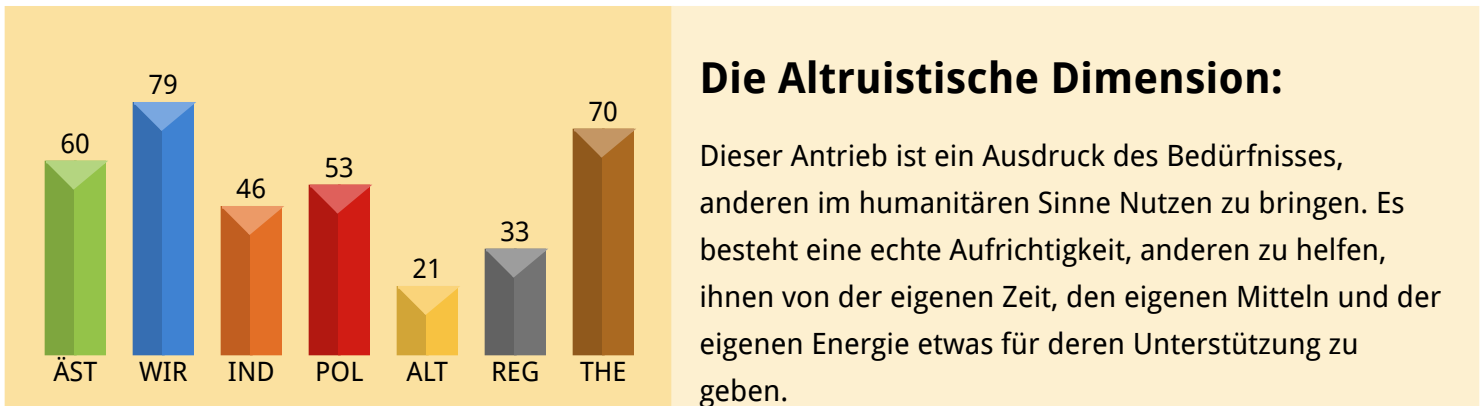 79
70
60
53
46
33
21
ÄST WIR IND POL ALT REG THE
Die Altruistische Dimension:
Dieser Antrieb ist ein Ausdruck des Bedürfnisses,
anderen im humanitären Sinne Nutzen zu bringen. Es
besteht eine echte Aufrichtigkeit, anderen zu helfen,
ihnen von der eigenen Zeit, den eigenen Mitteln und der
eigenen Energie etwas für deren Unterstützung zu
geben.